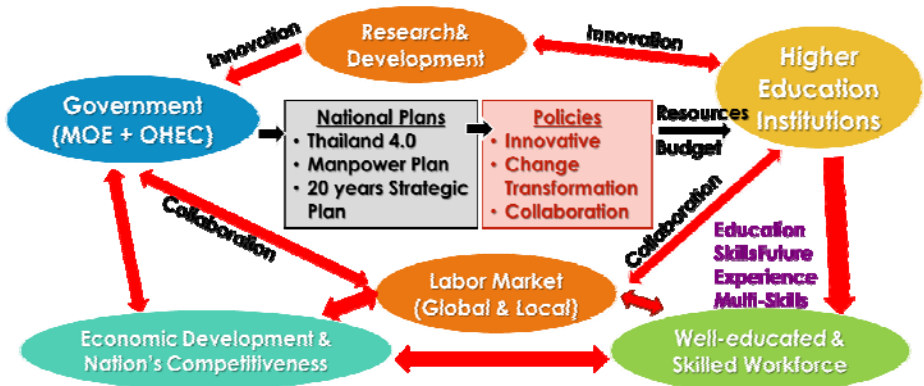 Innovation
Research&
Development
Innovation
Higher
Education
Institutions
Government
(MOE + OHEC)
National Plans
• Thailand 4.0
• Manpower Plan
• 20 years Strategic
Plan
Policies
• Innovative
• Change
Transformation
• Collaboration
Resources
Budget
Collaboration
Collaboration
Education
SkillsFuture
Experience
Multi-Skills
Labor Market
(Global & Local)
Economic Development &
Nation's Competitiveness
Well-educated &
Skilled Workforce